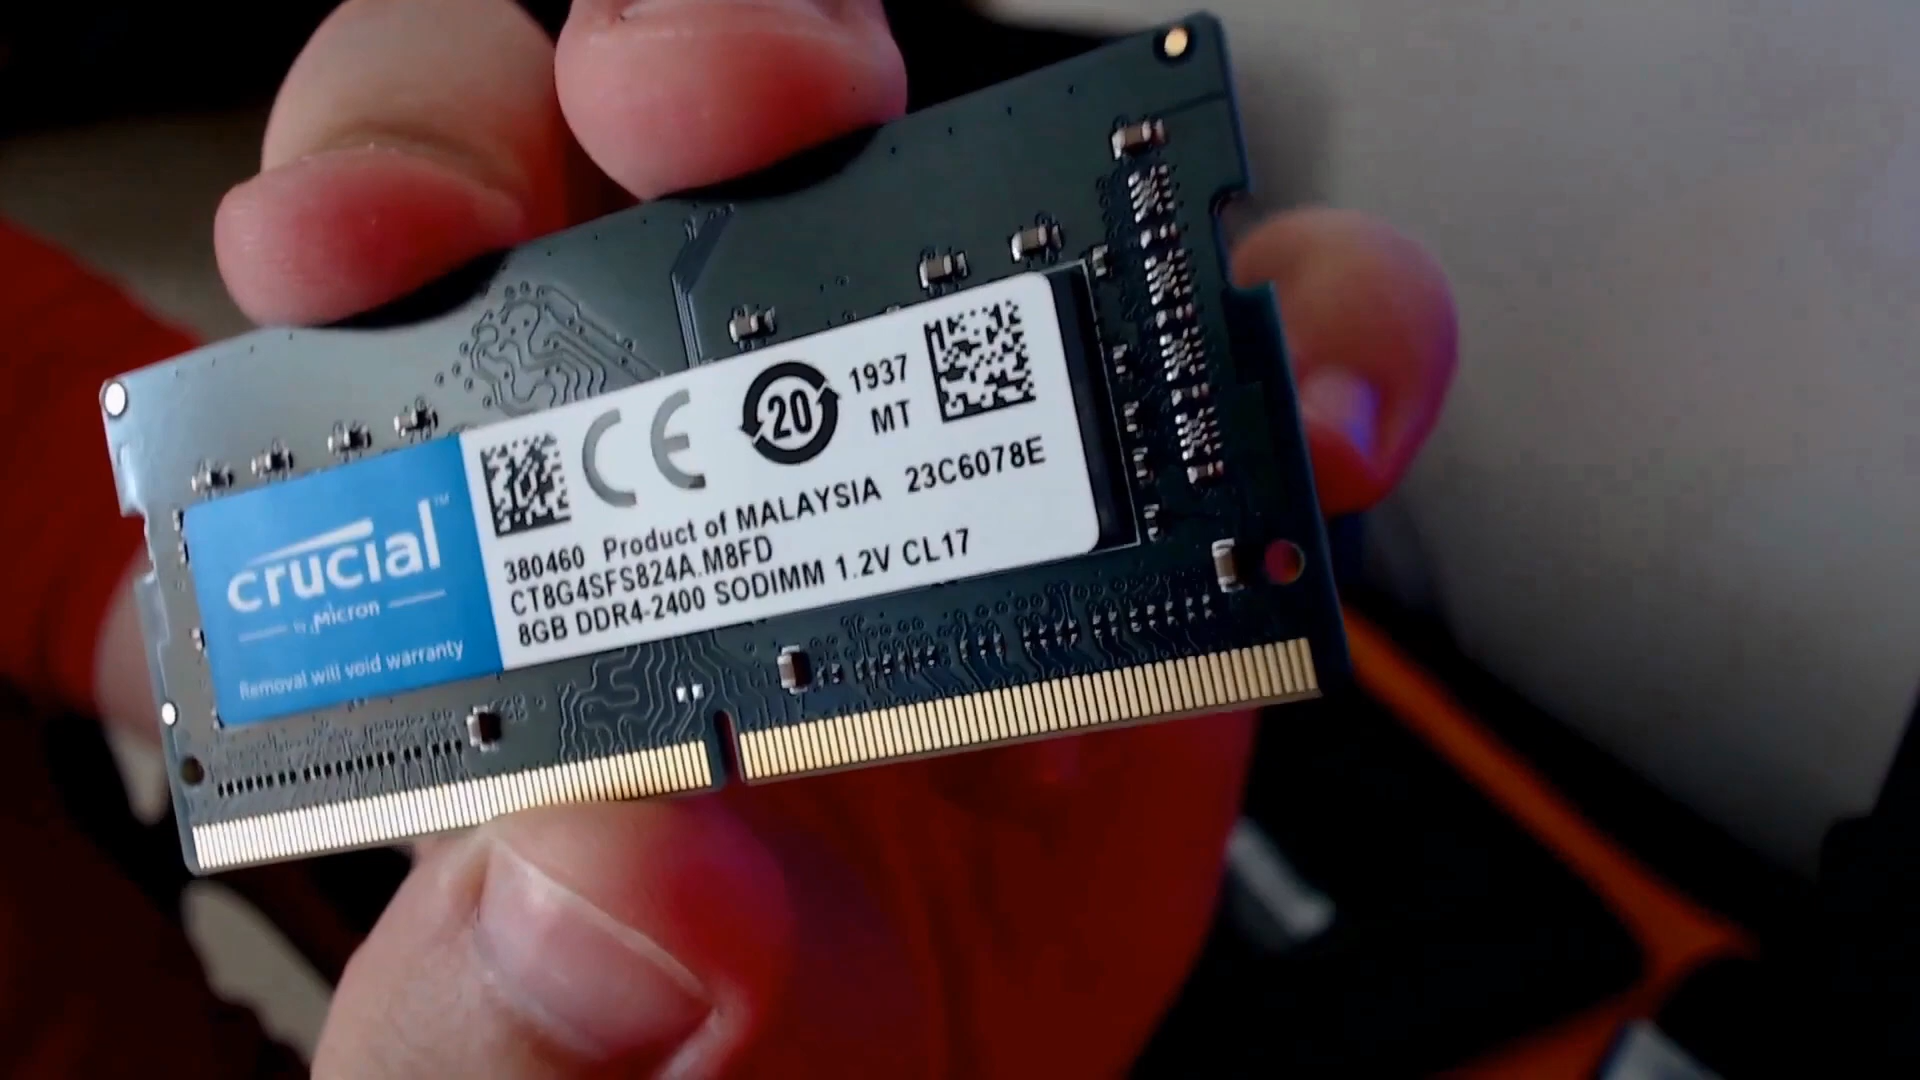 crucial™
by Micron
Removal will void warranty
CE
20
1937
MT
380460 Product of MALAYSIA 23C6078E
CT8G4SFS824A.M8FD
8GB DDR4-2400 SODIMM 1.2V CL17